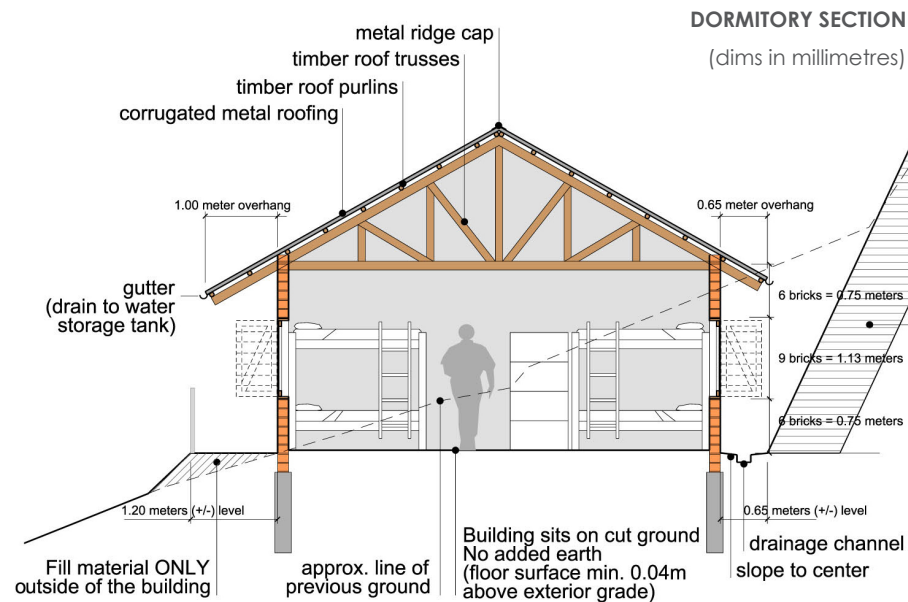 DORMITORY SECTION
(dims in millimetres)
metal ridge cap
timber roof trusses
timber roof purlins
corrugated metal roofing
1.00 meter overhang
0.65 meter overhang
gutter
(drain to water
storage tank)
6 bricks = 0.75 meters
9 bricks = 1.13 meters
6 bricks = 0.75 meters
1.20 meters (+/-) level
0.65 meters (+/-) level
Fill material ONLY
outside of the building
approx. line of
previous ground
Building sits on cut ground
No added earth
(floor surface min. 0.04m
above exterior grade)
drainage channel
slope to center